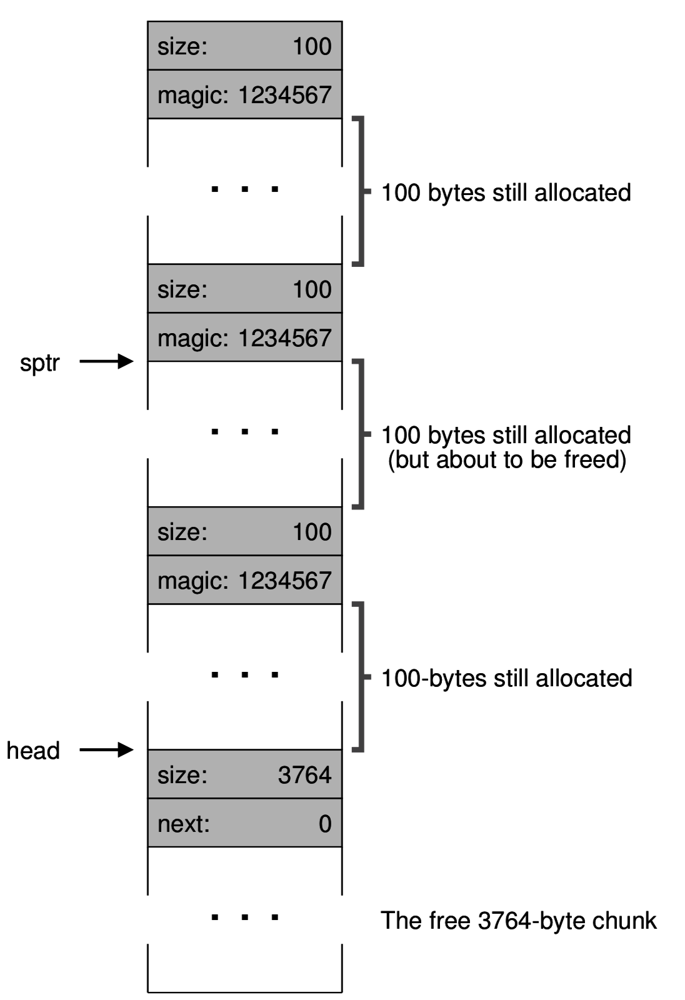 size: 100
magic: 1234567
100 bytes still allocated
size: 100
magic: 1234567
sptr
100 bytes still allocated
(but about to be freed)
size: 100
magic: 1234567
100-bytes still allocated
head
size: 3764
next: 0
The free 3764-byte chunk